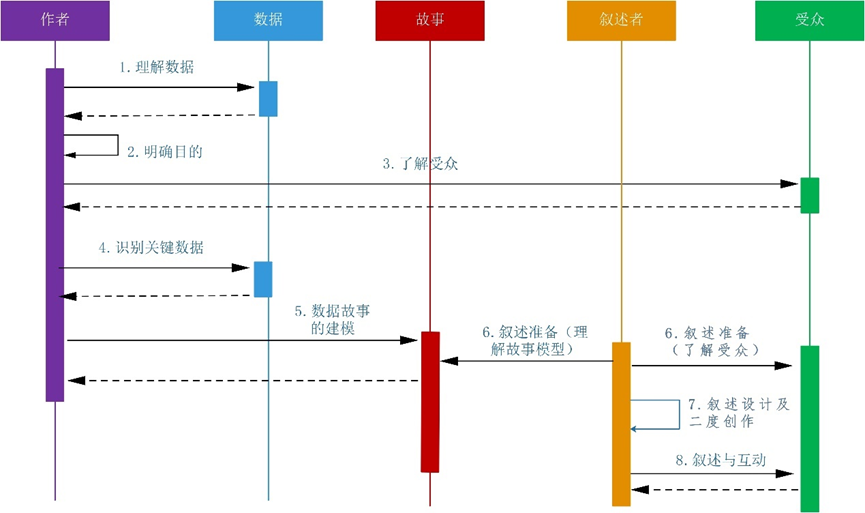 作者
数据
故事
叙述者
受众
1.理解数据
2.明确目的
3.了解受众
4.识别关键数据
5.数据故事
的建模
6.叙述准备（理
解故事模型）
6.叙述准备
（了解受众）
7.叙述设计及
二度创作
8.叙述与互动